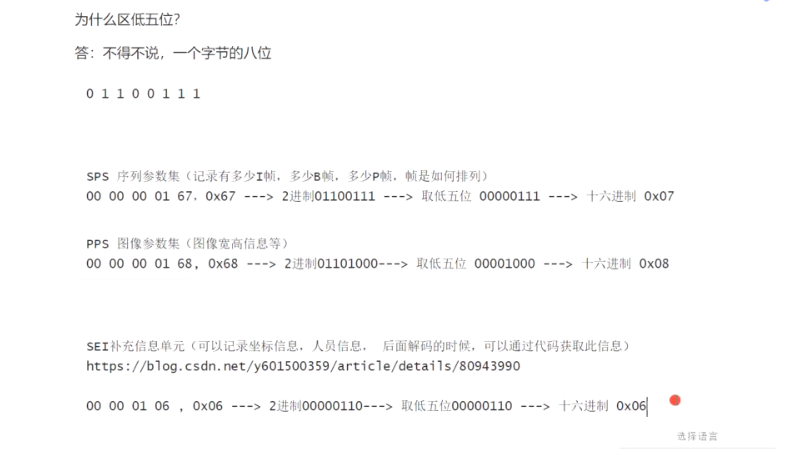 为什么区低五位？
答：不得不说，一个字节的八位
0 1 1 0 0 1 1 1
SPS 序列参数集（记录有多少I帧，多少B帧，多少P帧，帧是如何排列）
00 00 00 01 67，0x67 ---> 2进制01100111 ---> 取低五位 00000111 ---> 十六进制 0x07
PPS 图像参数集（图像宽高信息等）
00 00 00 01 68, 0x68 ---> 2进制01101000---> 取低五位 00001000 ---> 十六进制 0x08
SEI补充信息单元（可以记录坐标信息，人员信息， 后面解码的时候，可以通过代码获取此信息）
https://blog.csdn.net/y601500359/article/details/80943990
00 00 01 06 , 0x06 ---> 2进制00000110---> 取低五位00000110 ---> 十六进制 0x06
选择语言